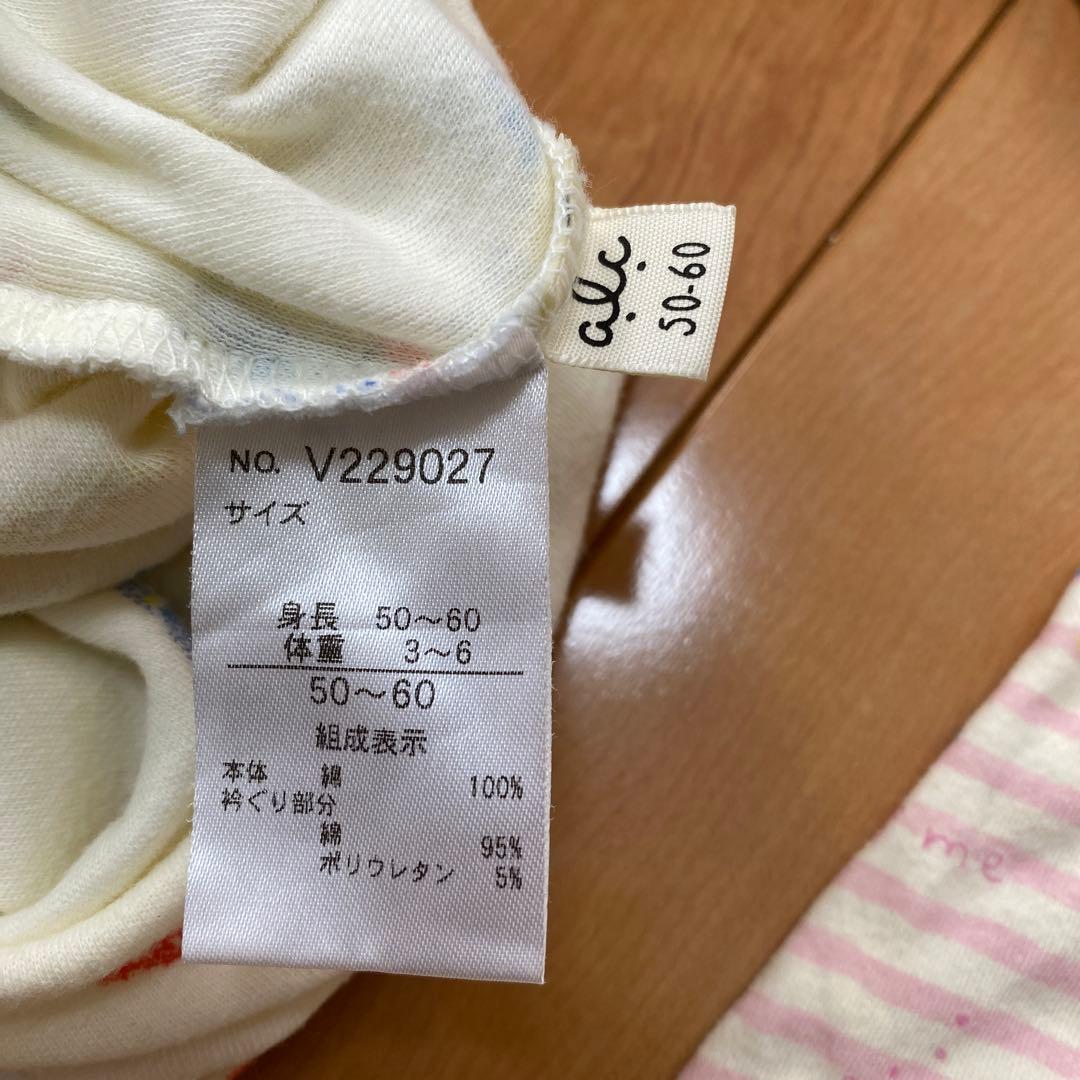 alc
50-60
NO. V229027
サイズ
身長 50～60
体重 3～6
50～60
組成表示
本体 綿 100%
衿ぐり部分
綿 95%
ポリウレタン 5%